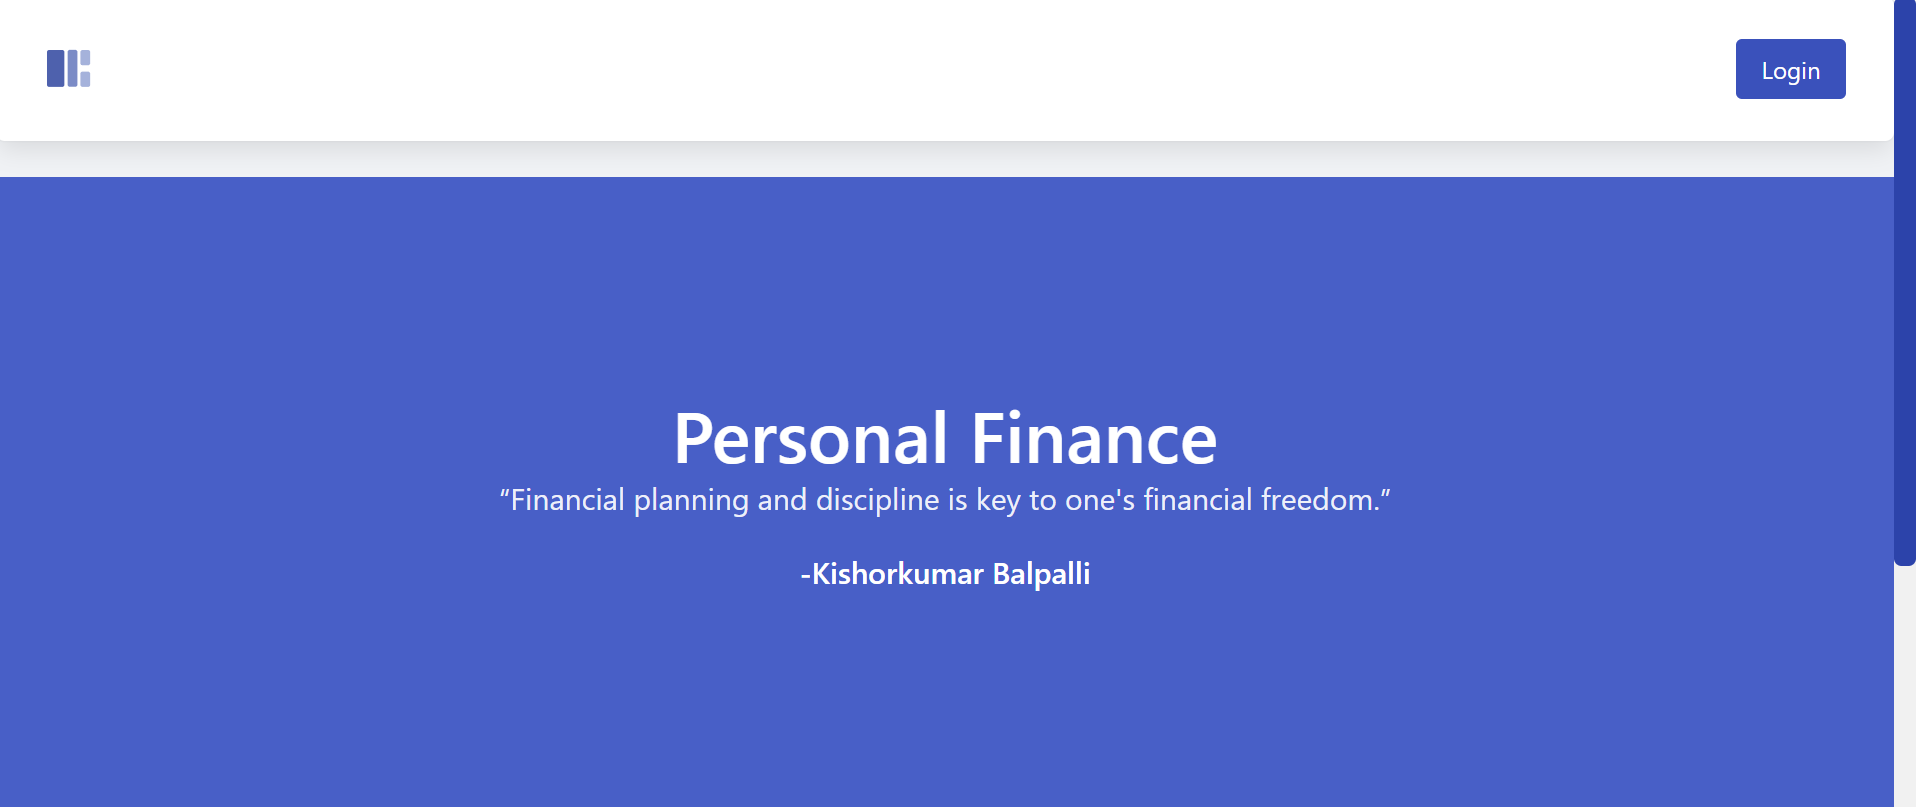 Login
Personal Finance
“Financial planning and discipline is key to one's financial freedom.”
-Kishorkumar Balpalli